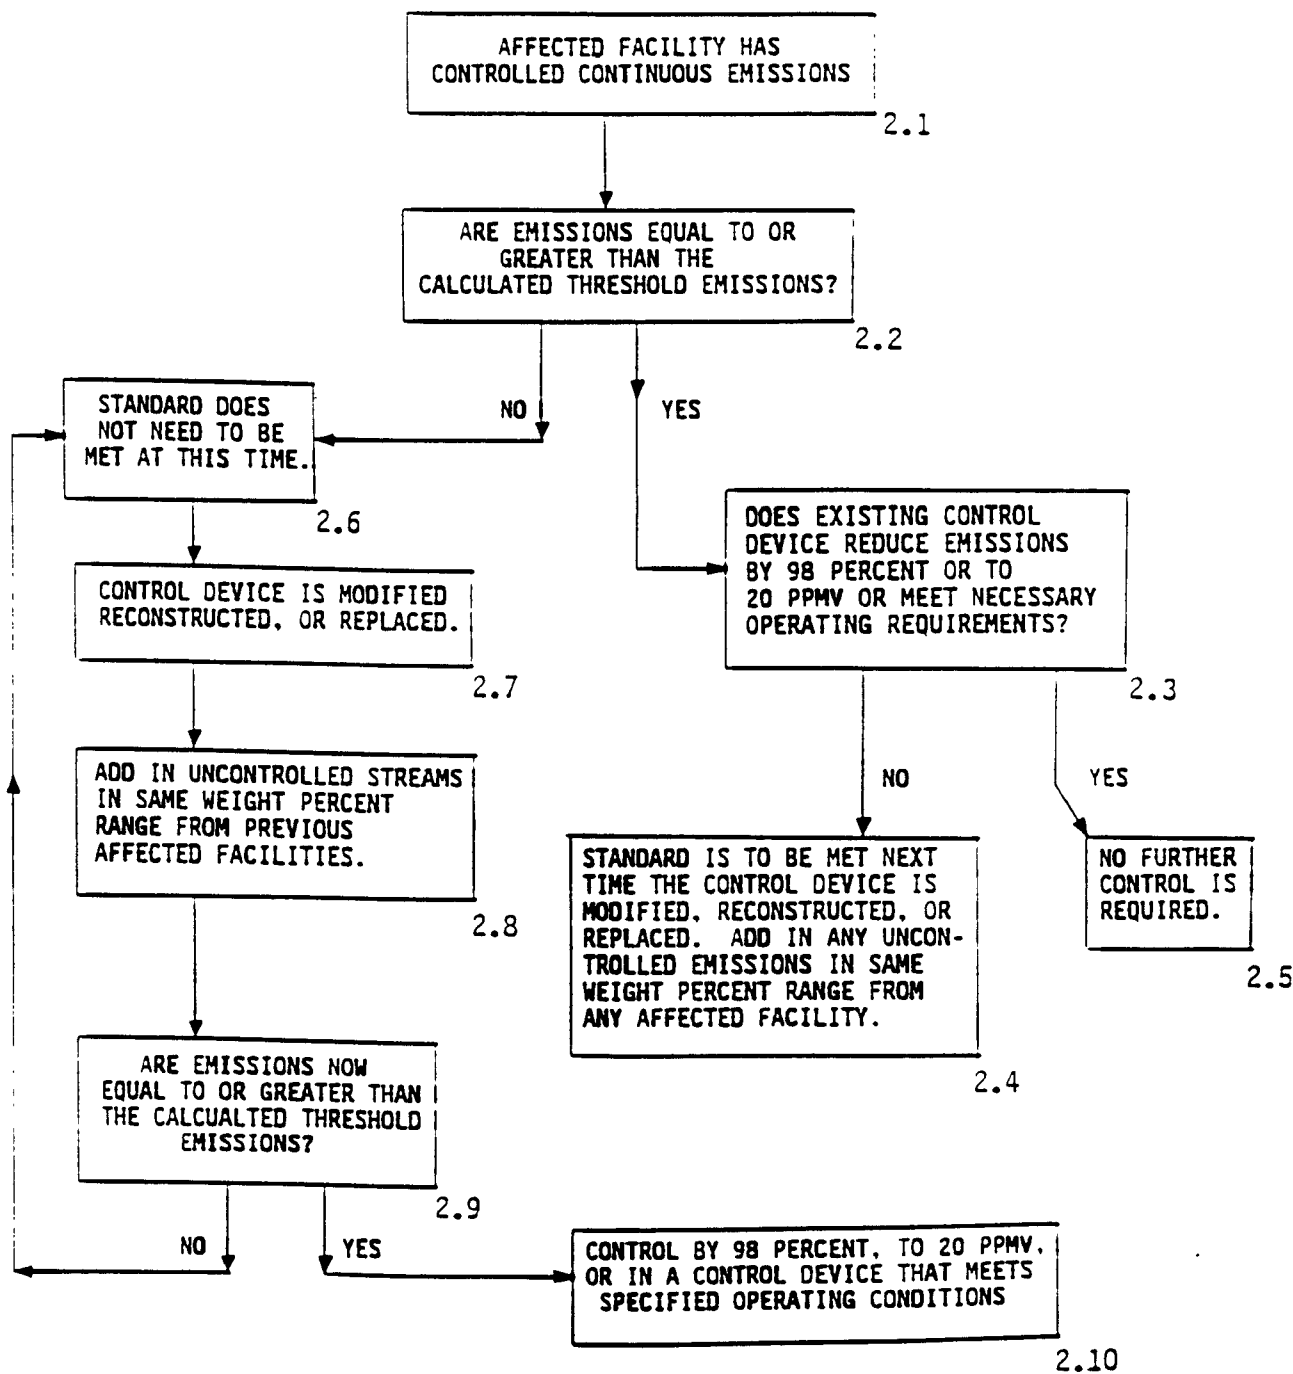 AFFECTED FACILITY HAS
CONTROLLED CONTINUOUS EMISSIONS
2.1
ARE EMISSIONS EQUAL TO OR
GREATER THAN THE
CALCULATED THRESHOLD EMISSIONS?
2.2
NO
YES
STANDARD DOES
NOT NEED TO BE
MET AT THIS TIME.
2.6
DOES EXISTING CONTROL
DEVICE REDUCE EMISSIONS
BY 98 PERCENT OR TO
20 PPMV OR MEET NECESSARY
OPERATING REQUIREMENTS?
2.3
CONTROL DEVICE IS MODIFIED
RECONSTRUCTED, OR REPLACED.
2.7
NO
YES
ADD IN UNCONTROLLED STREAMS
IN SAME WEIGHT PERCENT
RANGE FROM PREVIOUS
AFFECTED FACILITIES.
2.8
STANDARD IS TO BE MET NEXT
TIME THE CONTROL DEVICE IS
MODIFIED, RECONSTRUCTED, OR
REPLACED. ADD IN ANY UNCON-
TROLLED EMISSIONS IN SAME
WEIGHT PERCENT RANGE FROM
ANY AFFECTED FACILITY.
2.4
NO FURTHER
CONTROL IS
REQUIRED.
2.5
ARE EMISSIONS NOW
EQUAL TO OR GREATER THAN
THE CALCUALTED THRESHOLD
EMISSIONS?
2.9
NO
YES
CONTROL BY 98 PERCENT, TO 20 PPMV,
OR IN A CONTROL DEVICE THAT MEETS
SPECIFIED OPERATING CONDITIONS
2.10